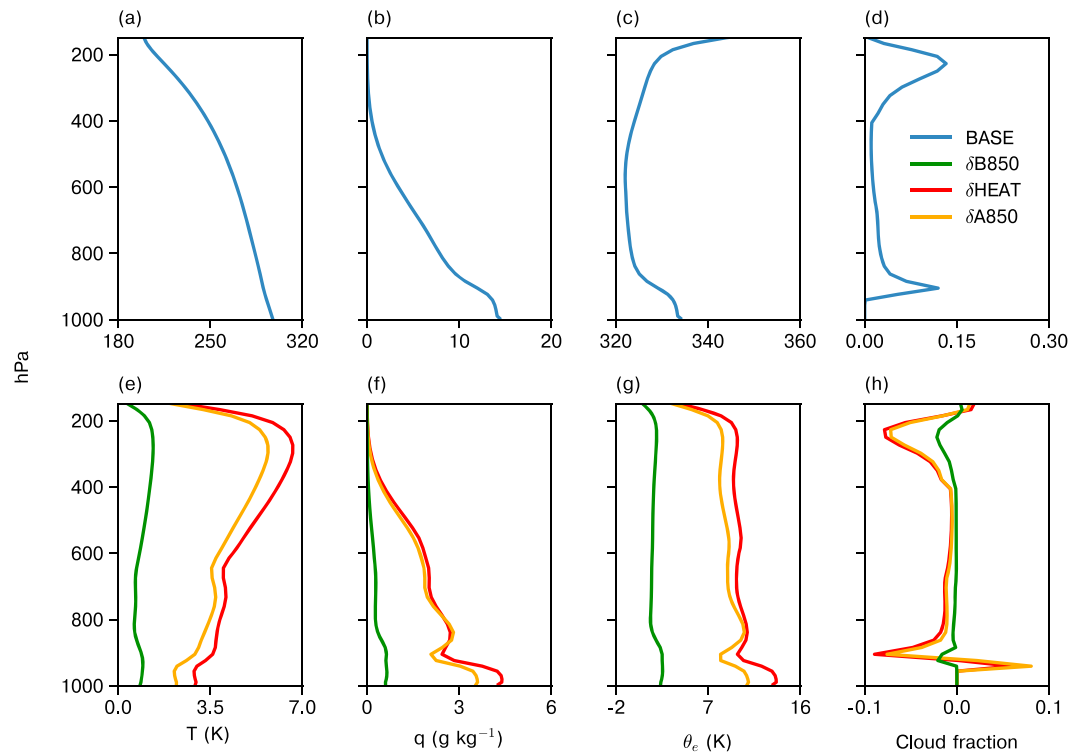 (a) (b) (c) (d)
200
400
600
800
1000
180 250 320 0 10 20 320 340 360 0.00 0.15 0.30
BASE
δB850
δHEAT
δA850
hPa
(e) (f) (g) (h)
200
400
600
800
1000
0.0 3.5 7.0 0 3 6 -2 7 16 -0.1 0.0 0.1
T (K) q (g kg⁻¹) θₑ (K) Cloud fraction